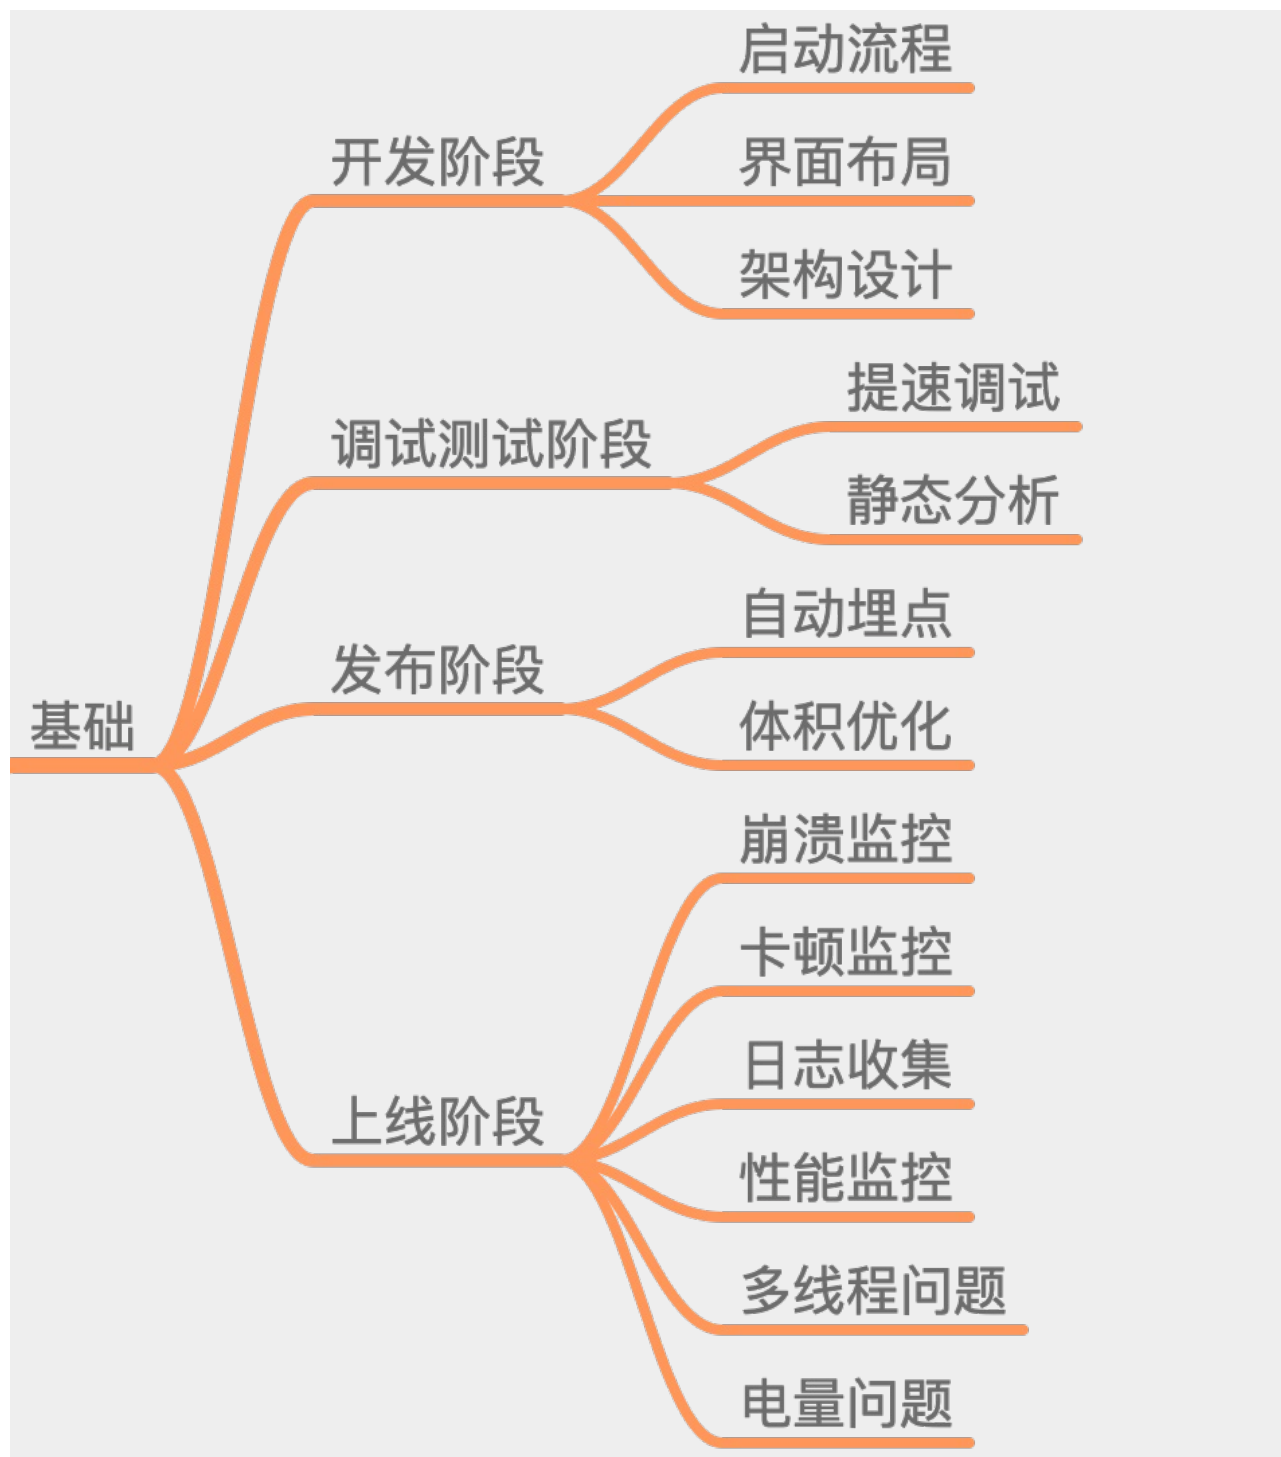 基础
开发阶段
启动流程
界面布局
架构设计
调试测试阶段
提速调试
静态分析
发布阶段
自动埋点
体积优化
上线阶段
崩溃监控
卡顿监控
日志收集
性能监控
多线程问题
电量问题